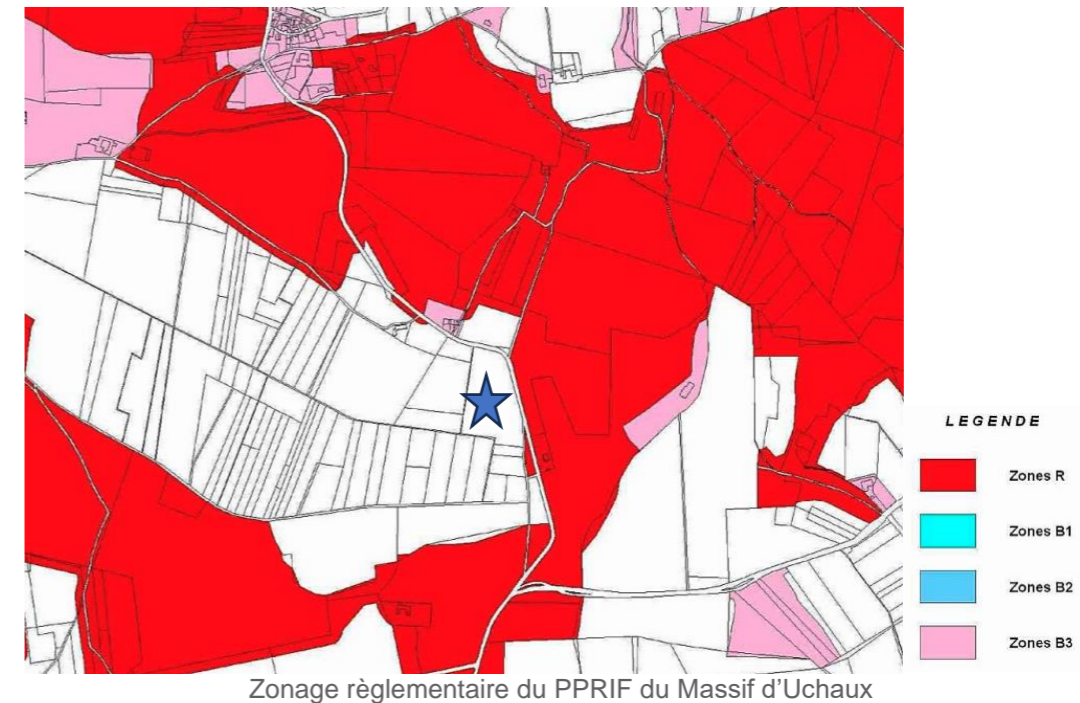 LEGENDE
Zones R
Zones B1
Zones B2
Zones B3
Zonage règlementaire du PPRIF du Massif d’Uchaux